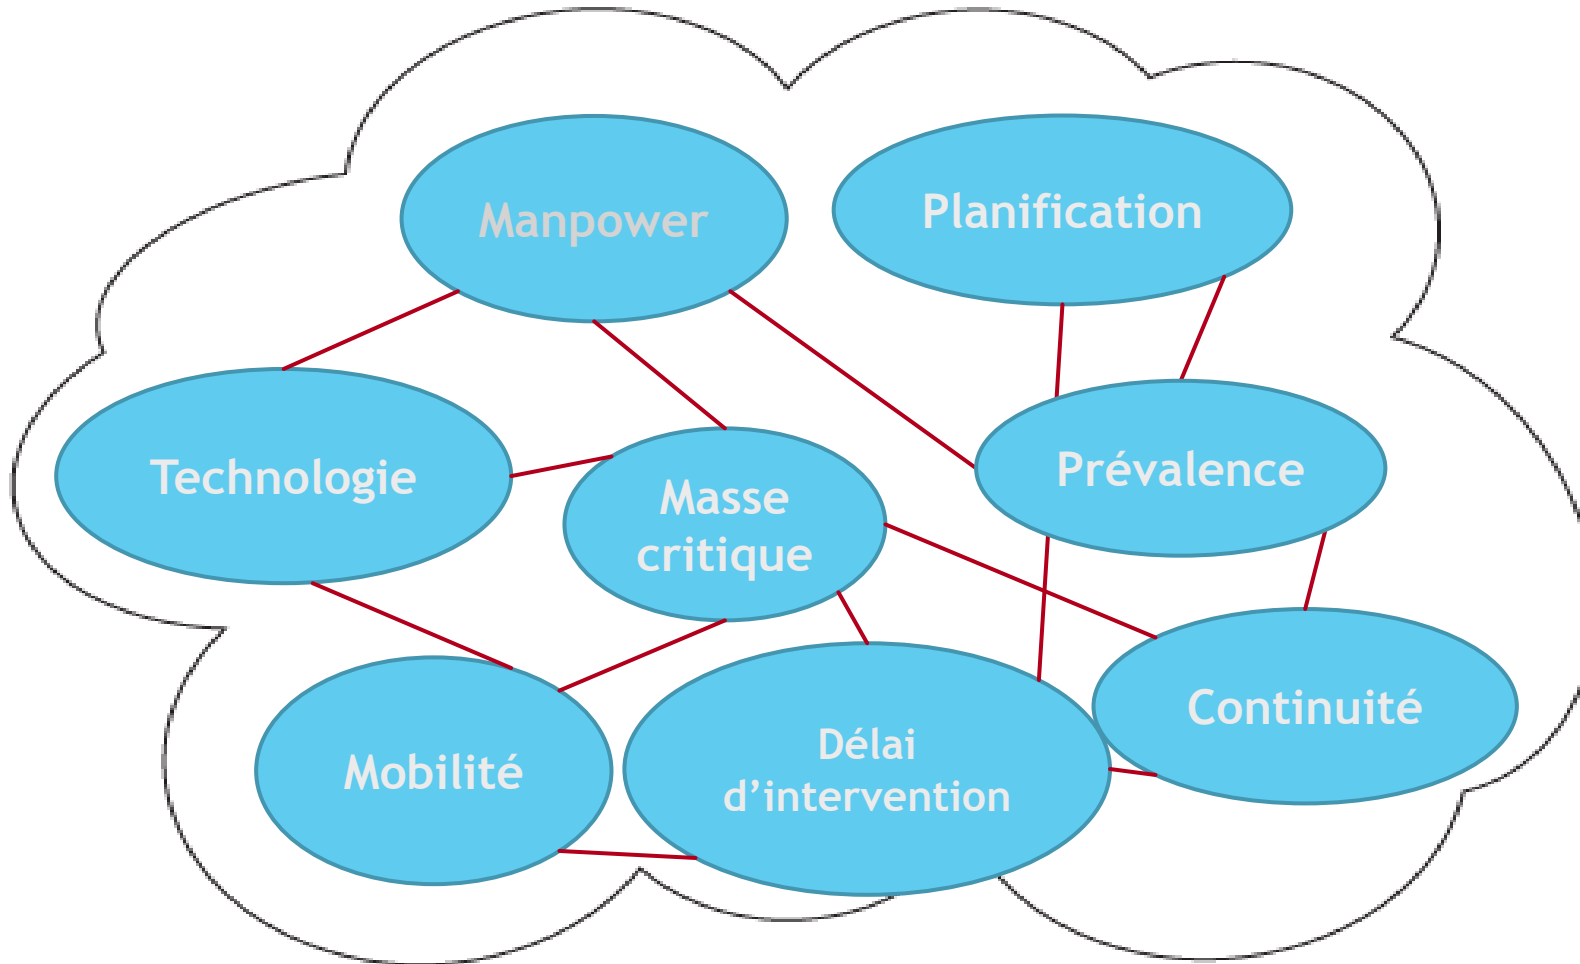 Manpower
Planification
Technologie
Masse
critique
Prévalence
Mobilité
Délai
d’intervention
Continuité